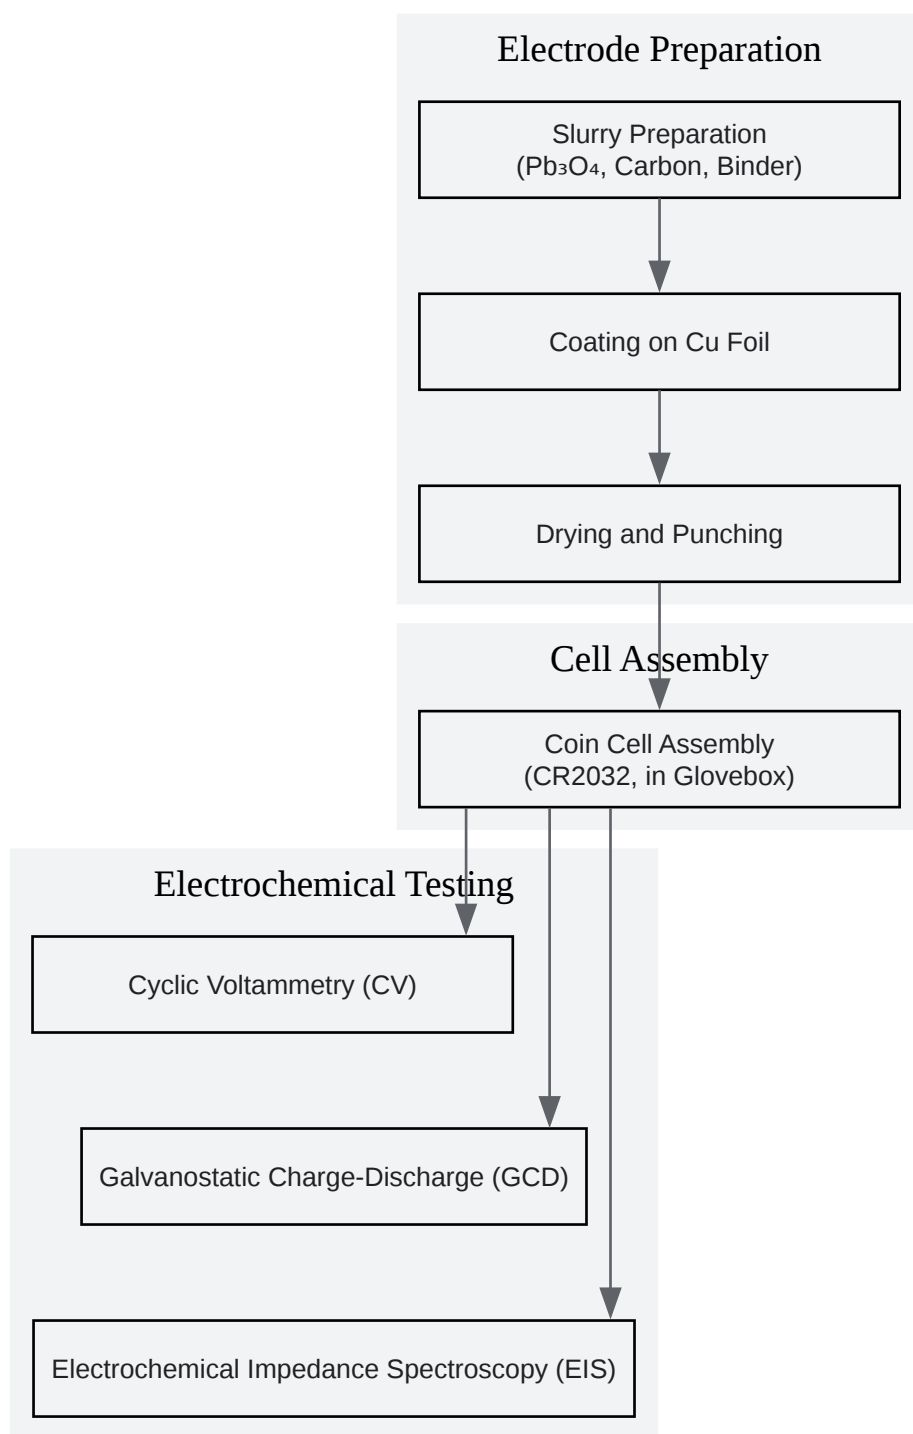 Electrode Preparation
Slurry Preparation
(Pb₃O₄, Carbon, Binder)
Coating on Cu Foil
Drying and Punching
Cell Assembly
Coin Cell Assembly
(CR2032, in Glovebox)
Electrochemical Testing
Cyclic Voltammetry (CV)
Galvanostatic Charge-Discharge (GCD)
Electrochemical Impedance Spectroscopy (EIS)